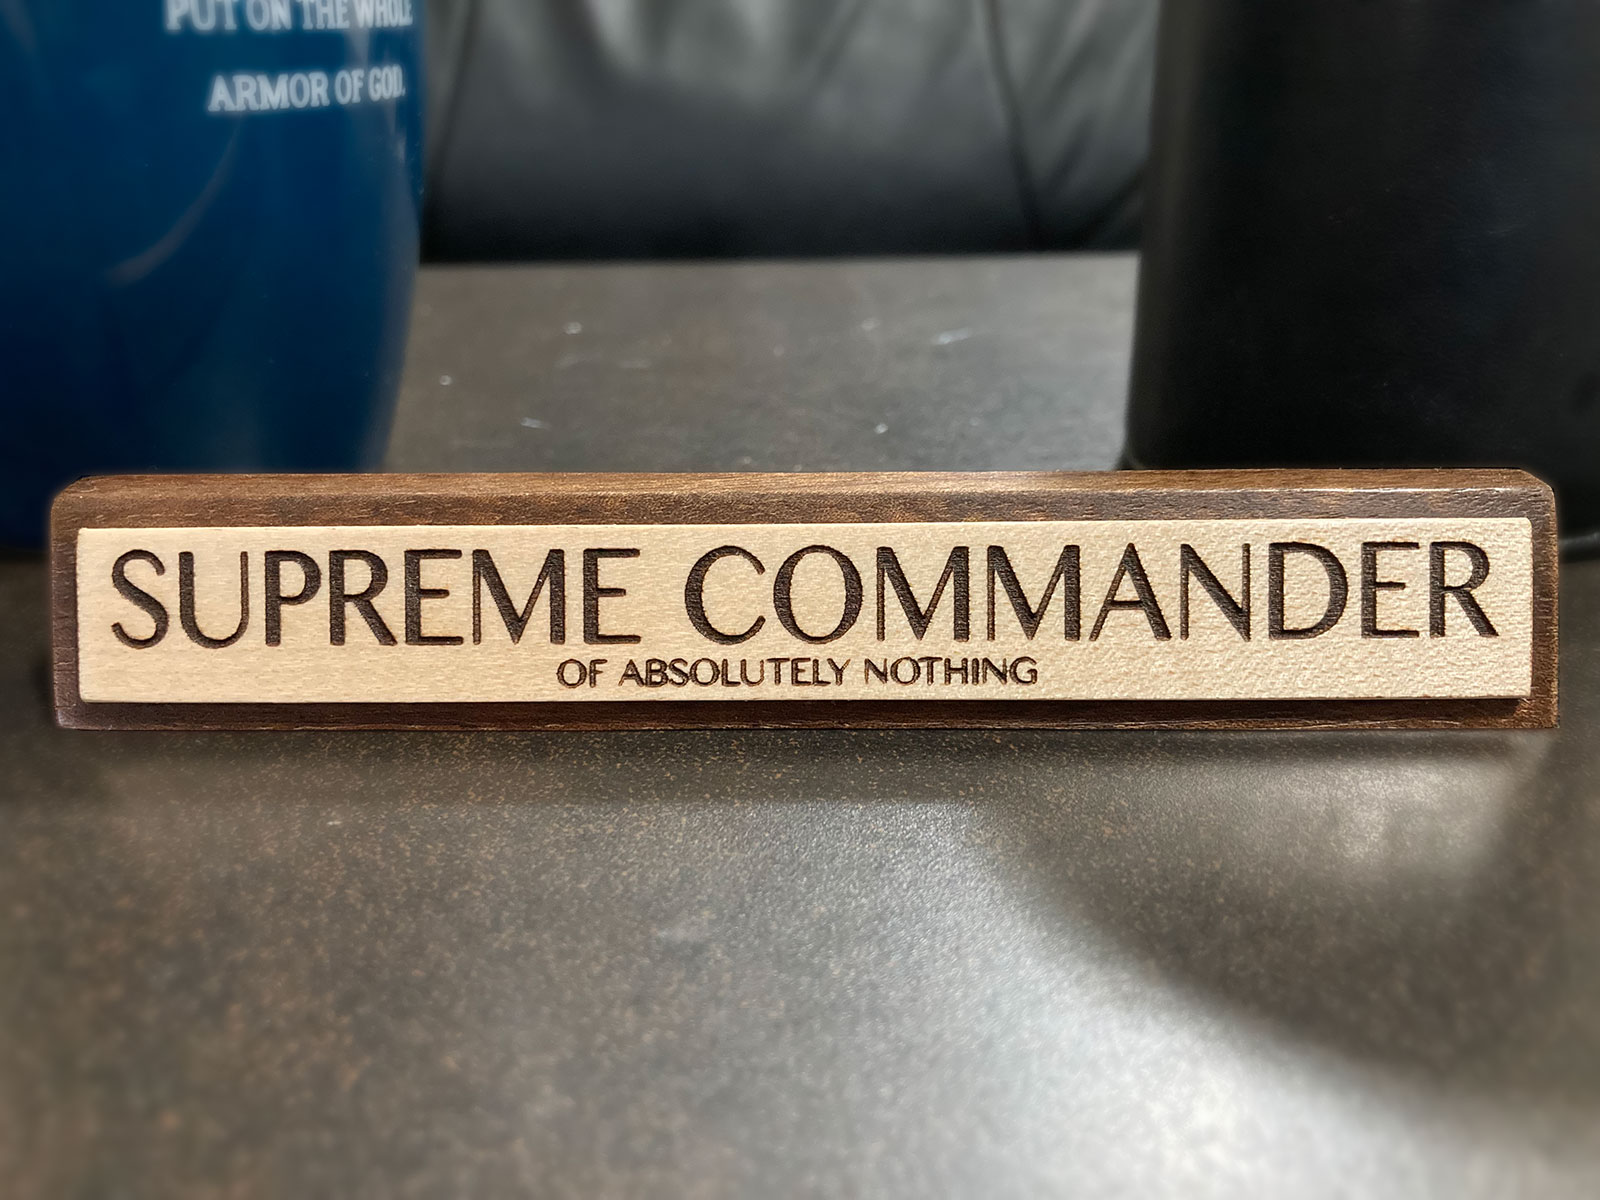 PUT ON THE WHOLE
ARMOR OF GOD.
SUPREME COMMANDER
OF ABSOLUTELY NOTHING